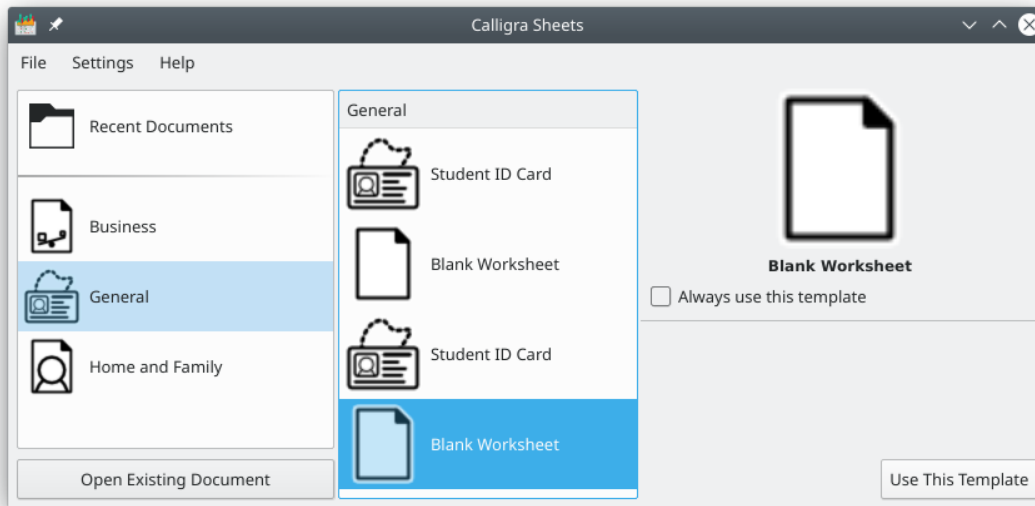 Calligra Sheets
File Settings Help
Recent Documents
Business
General
Home and Family
Open Existing Document
General
Student ID Card
Blank Worksheet
Student ID Card
Blank Worksheet
Blank Worksheet
Always use this template
Use This Template